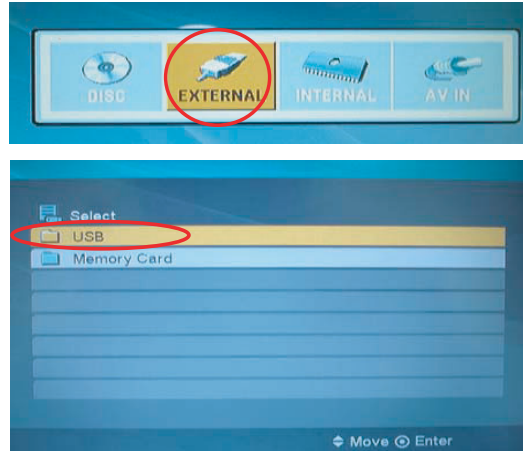 DISC EXTERNAL INTERNAL AV IN
Select
USB
Memory Card
Move Enter